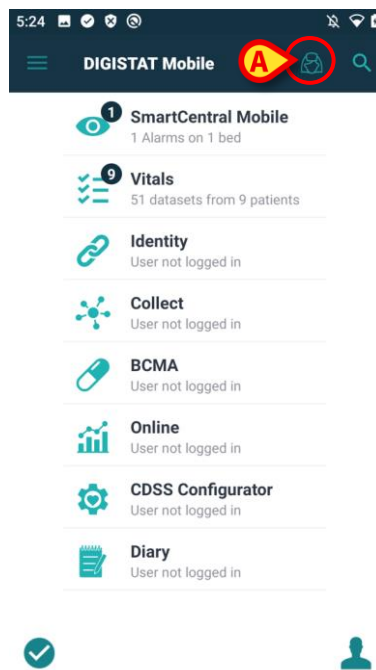 5:24
DIGISTAT Mobile
A
1
SmartCentral Mobile
1 Alarms on 1 bed
9
Vitals
51 datasets from 9 patients
Identity
User not logged in
Collect
User not logged in
BCMA
User not logged in
Online
User not logged in
CDSS Configurator
User not logged in
Diary
User not logged in